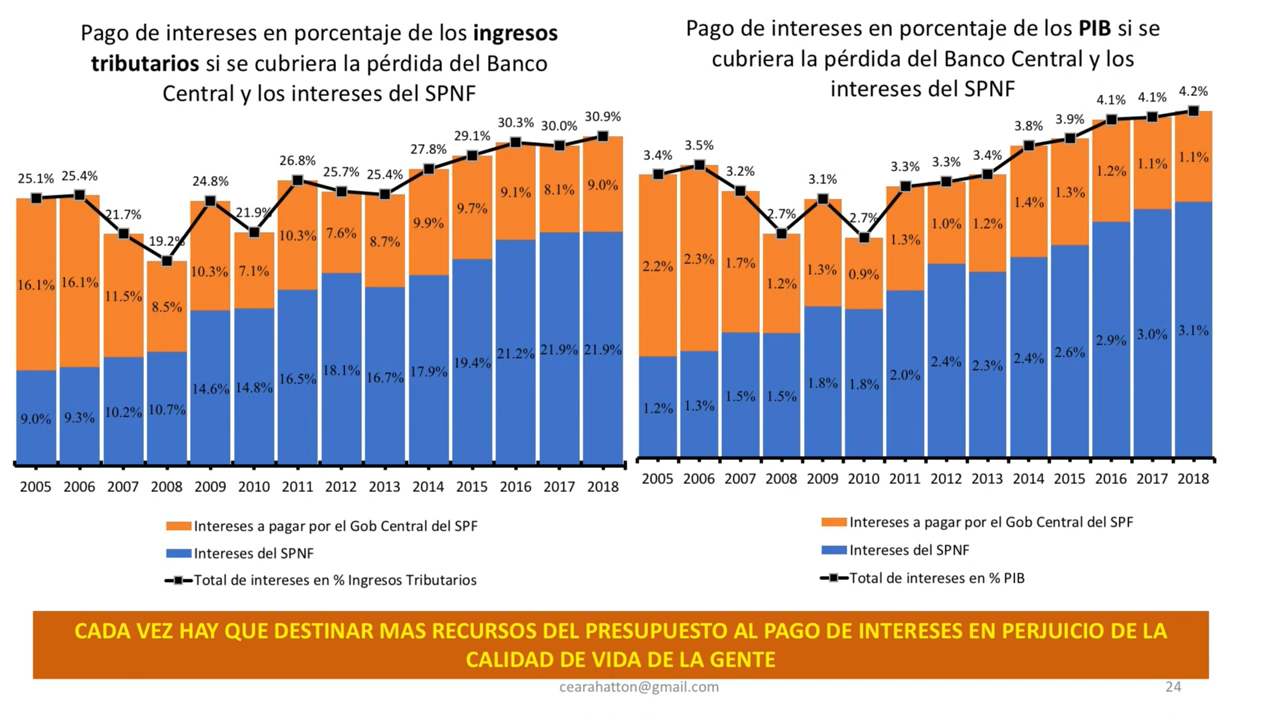 Pago de intereses en porcentaje de los ingresos
tributarios si se cubriera la pérdida del Banco
Central y los intereses del SPNF
25.1% 25.4% 21.7% 19.2% 24.8% 21.9% 26.8% 25.7% 25.4% 27.8% 29.1% 30.3% 30.0% 30.9%
16.1% 16.1% 11.5% 8.5% 10.3% 7.1% 10.3% 7.6% 8.7% 9.9% 9.7% 9.1% 8.1% 9.0%
9.0% 9.3% 10.2% 10.7% 14.6% 14.8% 16.5% 18.1% 16.7% 17.9% 19.4% 21.2% 21.9% 21.9%
2005 2006 2007 2008 2009 2010 2011 2012 2013 2014 2015 2016 2017 2018
Intereses a pagar por el Gob Central del SPF
Intereses del SPNF
Total de intereses en % Ingresos Tributarios
Pago de intereses en porcentaje de los PIB si se
cubriera la pérdida del Banco Central y los
intereses del SPNF
3.4% 3.5% 3.2% 2.7% 3.1% 2.7% 3.3% 3.3% 3.4% 3.8% 3.9% 4.1% 4.1% 4.2%
2.2% 2.3% 1.7% 1.2% 1.3% 0.9% 1.3% 1.0% 1.2% 1.4% 1.3% 1.2% 1.1% 1.1%
1.2% 1.3% 1.5% 1.5% 1.8% 1.8% 2.0% 2.4% 2.3% 2.4% 2.6% 2.9% 3.0% 3.1%
2005 2006 2007 2008 2009 2010 2011 2012 2013 2014 2015 2016 2017 2018
Intereses a pagar por el Gob Central del SPF
Intereses del SPNF
Total de intereses en % PIB
CADA VEZ HAY QUE DESTINAR MAS RECURSOS DEL PRESUPUESTO AL PAGO DE INTERESES EN PERJUICIO DE LA
CALIDAD DE VIDA DE LA GENTE
cearahatton@gmail.com
24